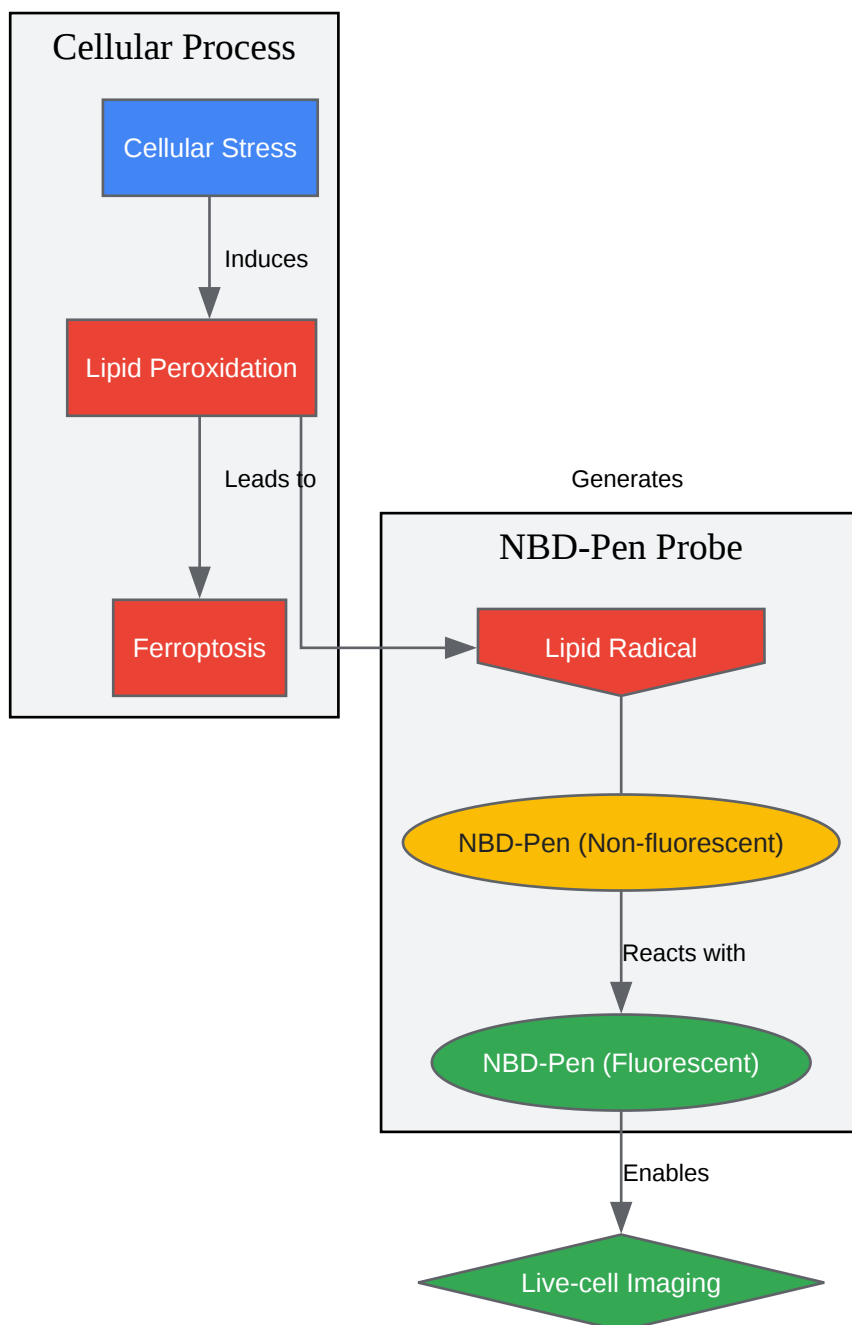 Cellular Process
Cellular Stress
Induces
Lipid Peroxidation
Leads to
Generates
Ferroptosis
NBD-Pen Probe
Lipid Radical
NBD-Pen (Non-fluorescent)
Reacts with
NBD-Pen (Fluorescent)
Enables
Live-cell Imaging